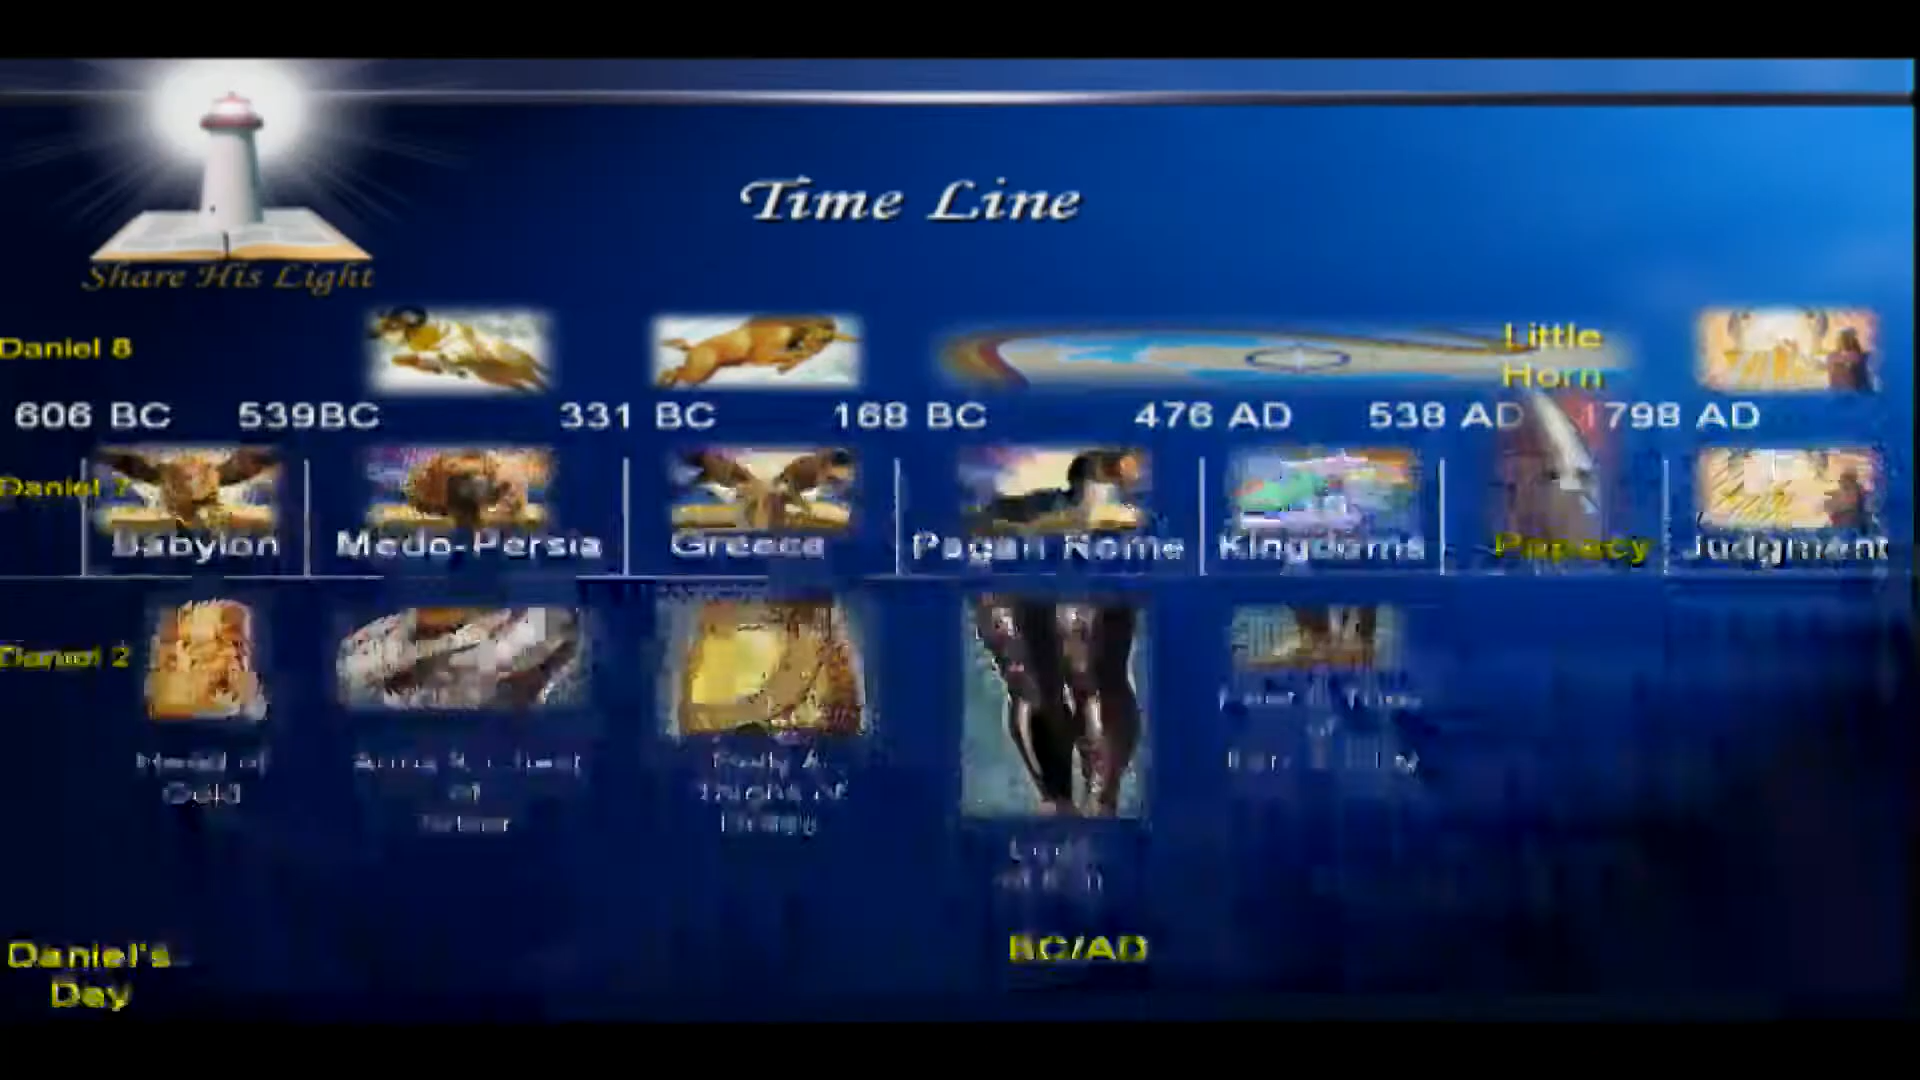 Time Line
Share His Light
Daniel 8
Little
Horn
606 BC 539BC 331 BC 168 BC 476 AD 538 AD 1798 AD
Daniel 7
Babylon Medo-Persia Greece Pagan Rome Kingdoms Papacy Judgment
Daniel 2
Head of
Gold
Thighs of
BC/AD
Daniel's
Day